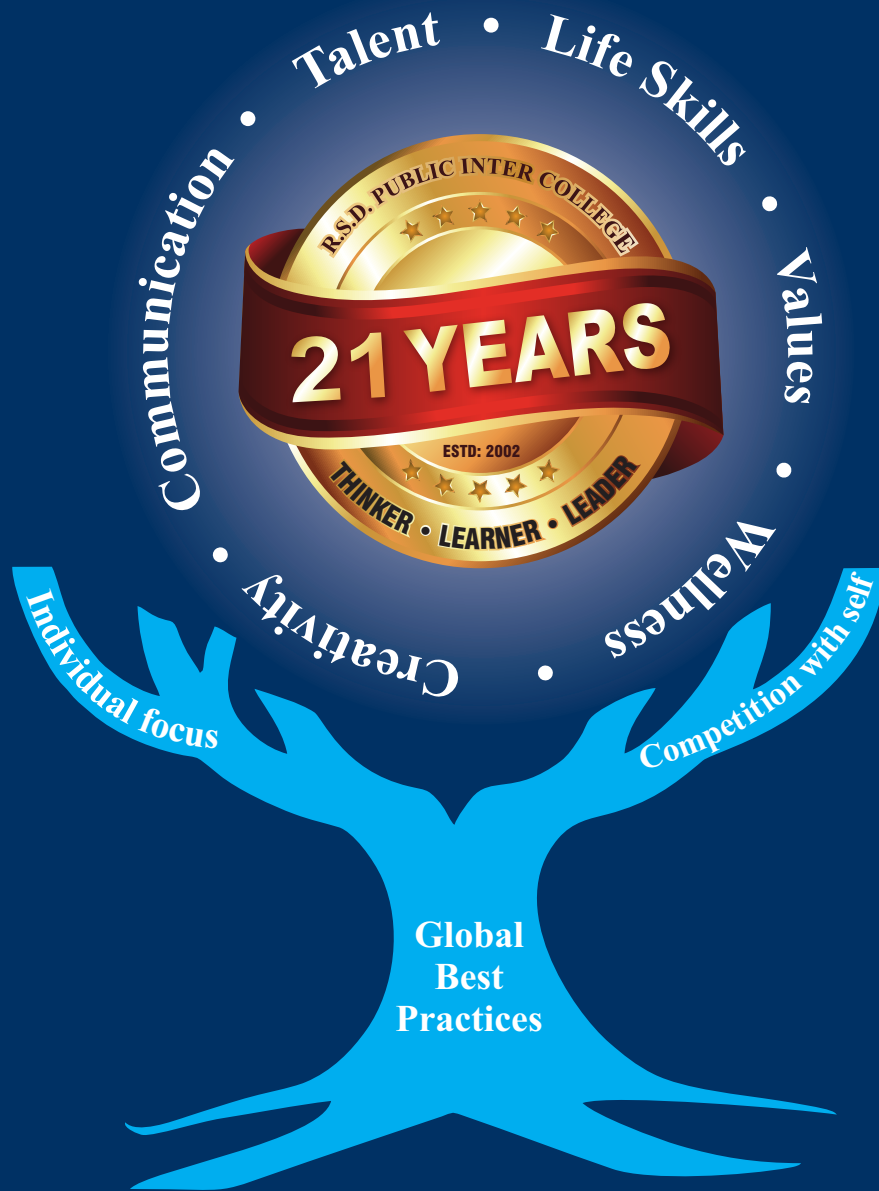 Talent • Life Skills • Values • Wellness • Creativity • Communication •
R.S.D. PUBLIC INTER COLLEGE
21 YEARS
ESTD: 2002
THINKER • LEARNER • LEADER
Individual focus
Competition with self
Global
Best
Practices